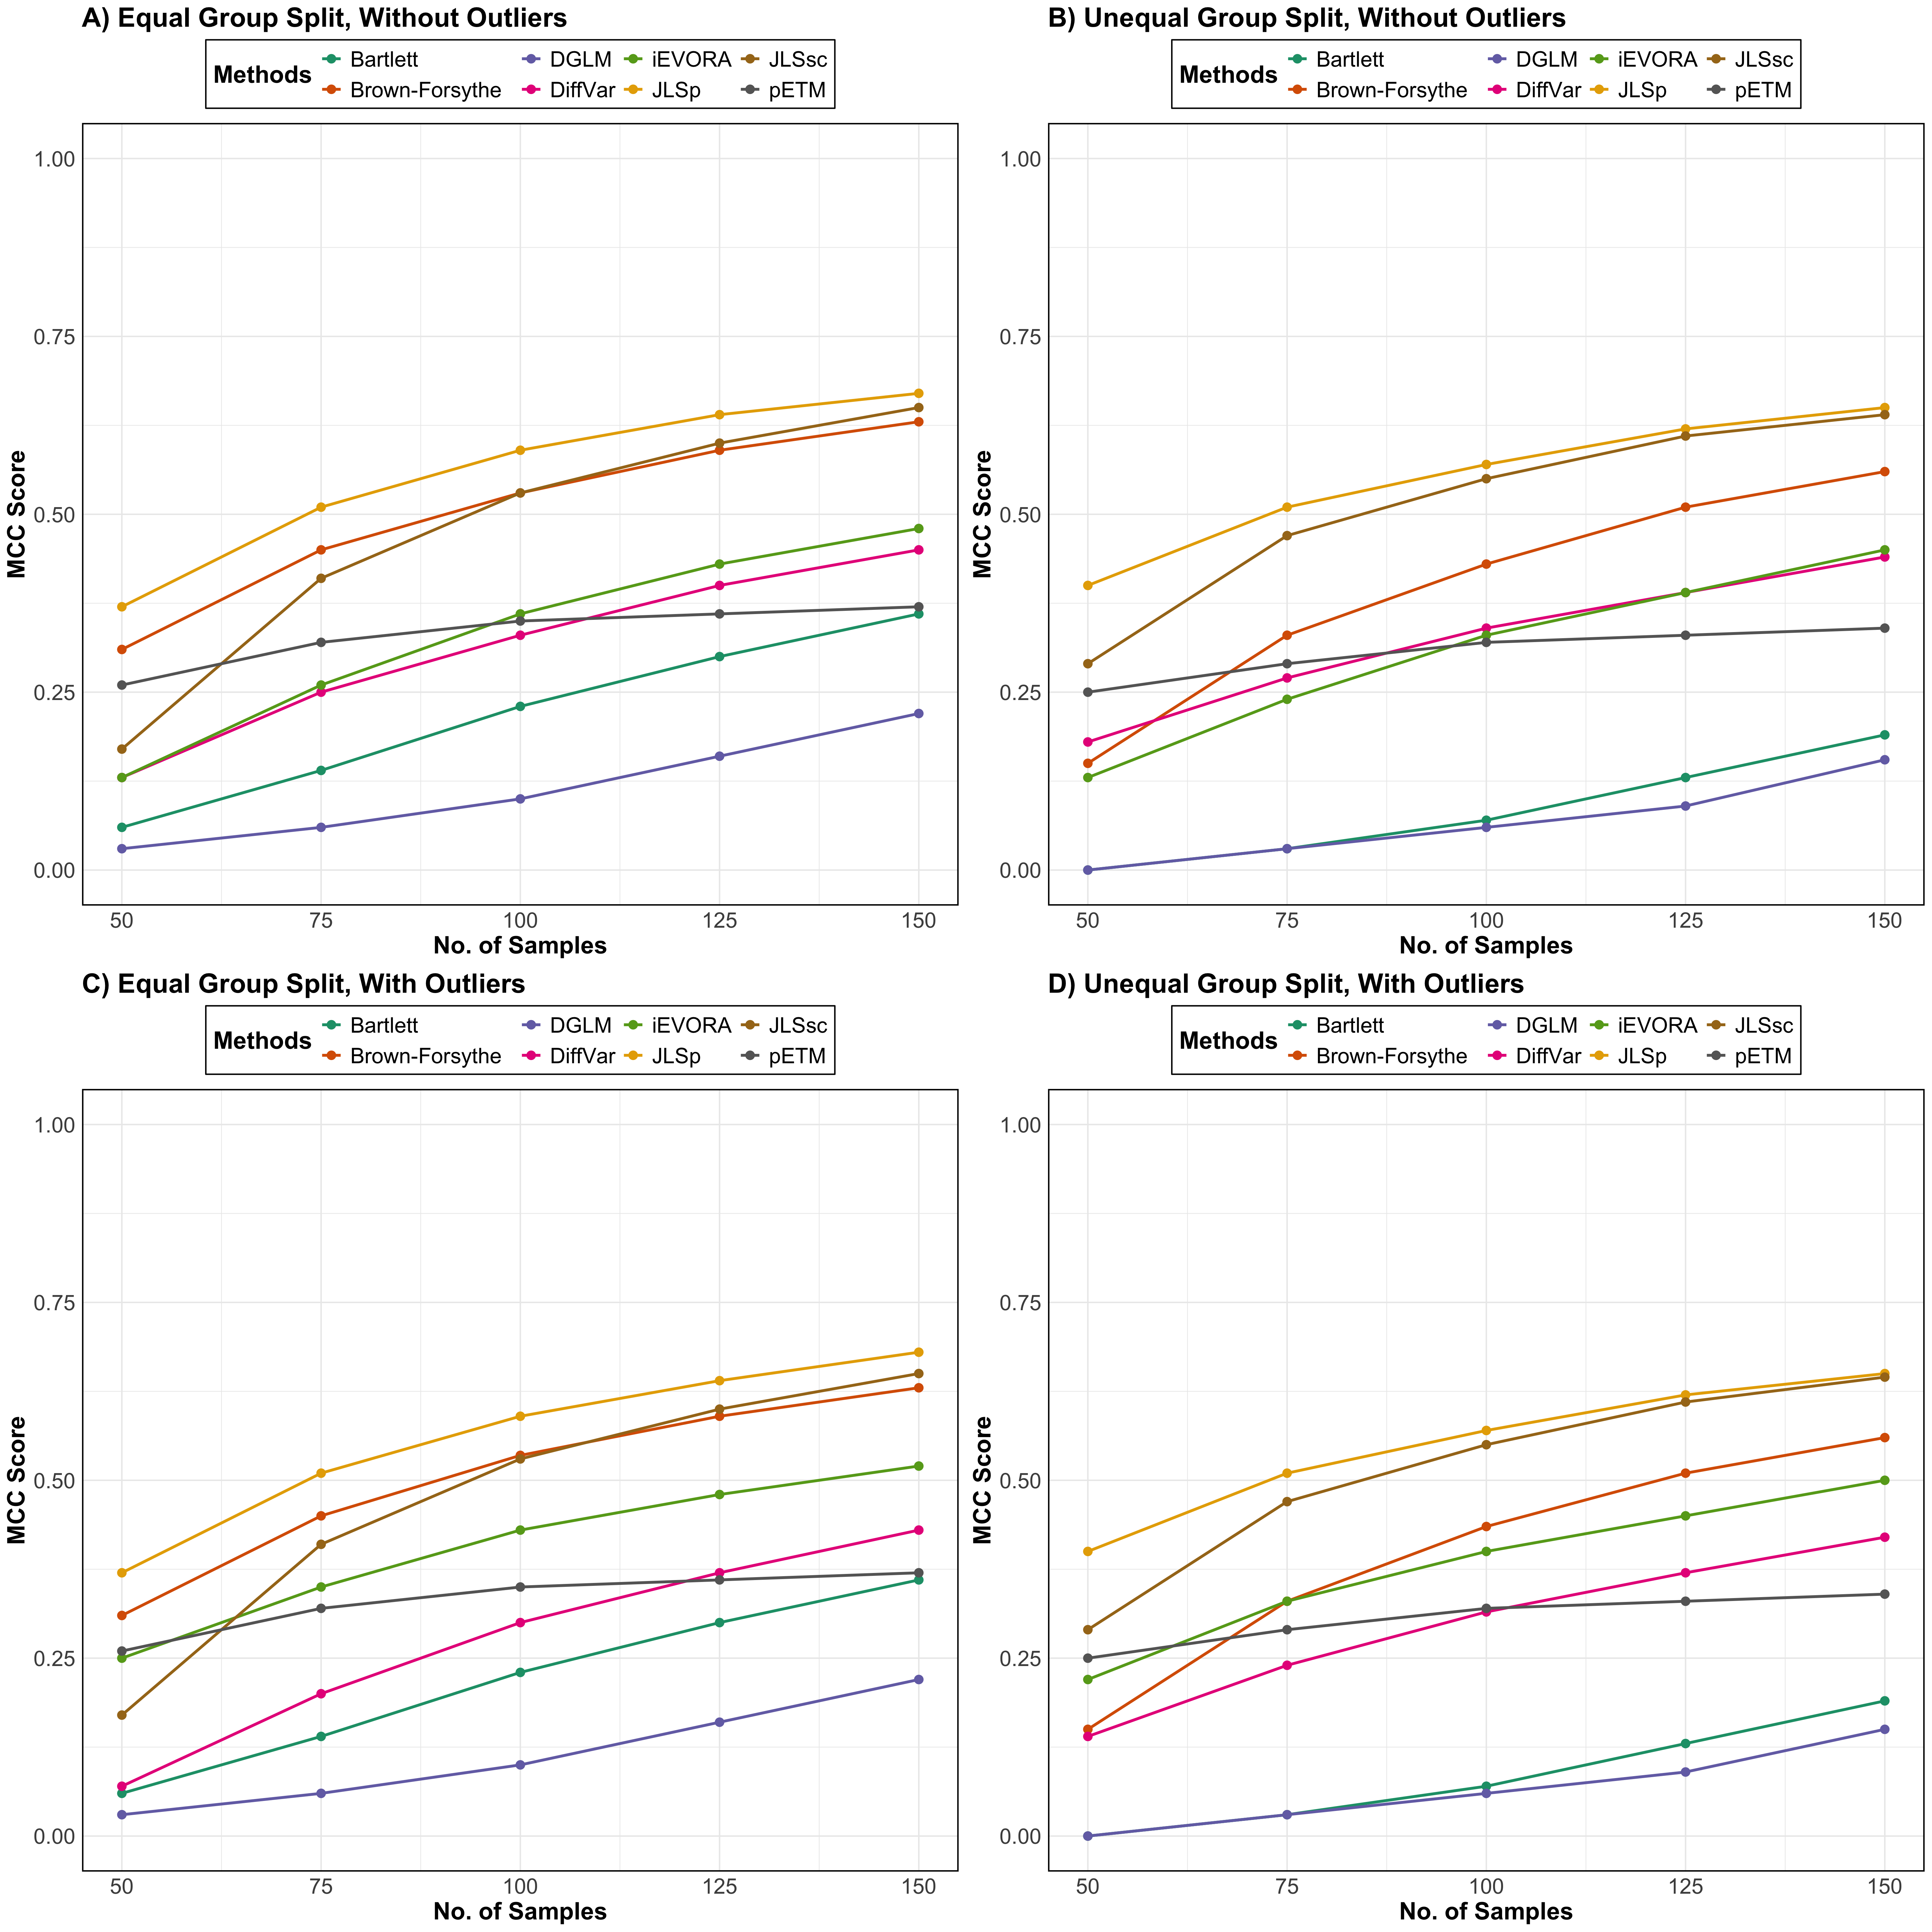 A) Equal Group Split, Without Outliers
Methods
Bartlett DGLM iEVORA JLSsc
Brown-Forsythe DiffVar JLSp pETM
1.00
0.75
0.50
0.25
0.00
MCC Score
50 75 100 125 150
No. of Samples
B) Unequal Group Split, Without Outliers
Methods
Bartlett DGLM iEVORA JLSsc
Brown-Forsythe DiffVar JLSp pETM
1.00
0.75
0.50
0.25
0.00
MCC Score
50 75 100 125 150
No. of Samples
C) Equal Group Split, With Outliers
Methods
Bartlett DGLM iEVORA JLSsc
Brown-Forsythe DiffVar JLSp pETM
1.00
0.75
0.50
0.25
0.00
MCC Score
50 75 100 125 150
No. of Samples
D) Unequal Group Split, With Outliers
Methods
Bartlett DGLM iEVORA JLSsc
Brown-Forsythe DiffVar JLSp pETM
1.00
0.75
0.50
0.25
0.00
MCC Score
50 75 100 125 150
No. of Samples